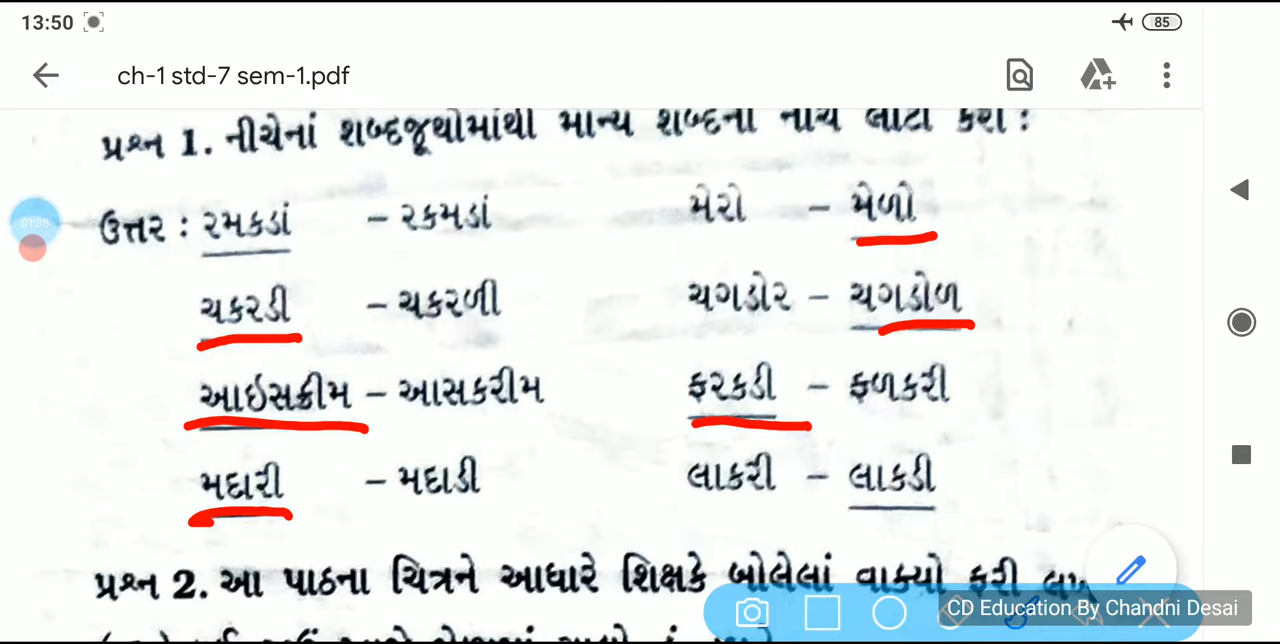 13:50 85
ch-1 std-7 sem-1.pdf
પ્રશ્ન 1. નીચેનાં શબ્દજૂથોમાંથી માન્ય શબ્દની નીચે લીટી કરો :
01:35
ઉત્તર : રમકડાં – રકમડાં મેરો – મેળો
ચકરડી – ચકરળી ચગડોર – ચગડોળ
આઇસક્રીમ – આસકરીમ ફરકડી – ફળકરી
મદારી – મદાડી લાકરી – લાકડી
પ્રશ્ન 2. આ પાઠના ચિત્રને આધારે શિક્ષકે બોલેલાં વાક્યો ફરી
CD Education By Chandni Desai